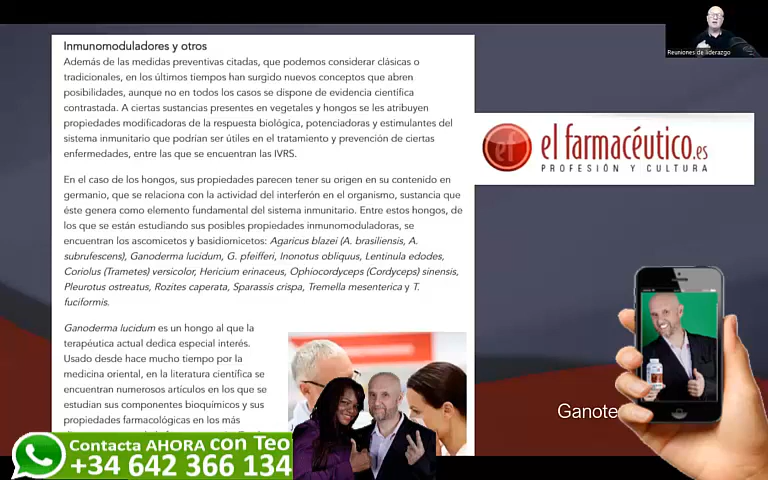 Inmunomoduladores y otros
Además de las medidas preventivas citadas, que podemos considerar clásicas o
tradicionales, en los últimos tiempos han surgido nuevos conceptos que abren
posibilidades, aunque no en todos los casos se dispone de evidencia científica
contrastada. A ciertas sustancias presentes en vegetales y hongos se les atribuyen
propiedades modificadoras de la respuesta biológica, potenciadoras y estimulantes del
sistema inmunitario que podrían ser útiles en el tratamiento y prevención de ciertas
enfermedades, entre las que se encuentran las IVRS.
En el caso de los hongos, sus propiedades parecen tener su origen en su contenido en
germanio, que se relaciona con la actividad del interferón en el organismo, sustancia que
éste genera como elemento fundamental del sistema inmunitario. Entre estos hongos, de
los que se están estudiando sus posibles propiedades inmunomoduladoras, se
encuentran los ascomicetos y basidiomicetos: Agaricus blazei (A. brasiliensis, A.
subrufescens), Ganoderma lucidum, G. pfeifferi, Inonotus obliquus, Lentinula edodes,
Coriolus (Trametes) versicolor, Hericium erinaceus, Ophiocordyceps (Cordyceps) sinensis,
Pleurotus ostreatus, Rozites caperata, Sparassis crispa, Tremella mesenterica y T.
fuciformis.
Ganoderma lucidum es un hongo al que la
terapéutica actual dedica especial interés.
Usado desde hace mucho tiempo por la
medicina oriental, en la literatura científica se
encuentran numerosos artículos en los que se
estudian sus componentes bioquímicos y sus
propiedades farmacológicas en los más
Reuniones de liderazgo
ef el farmacéutico.es
PROFESIÓN Y CULTURA
Ganote
Contacta AHORA con Teo
+34 642 366 134